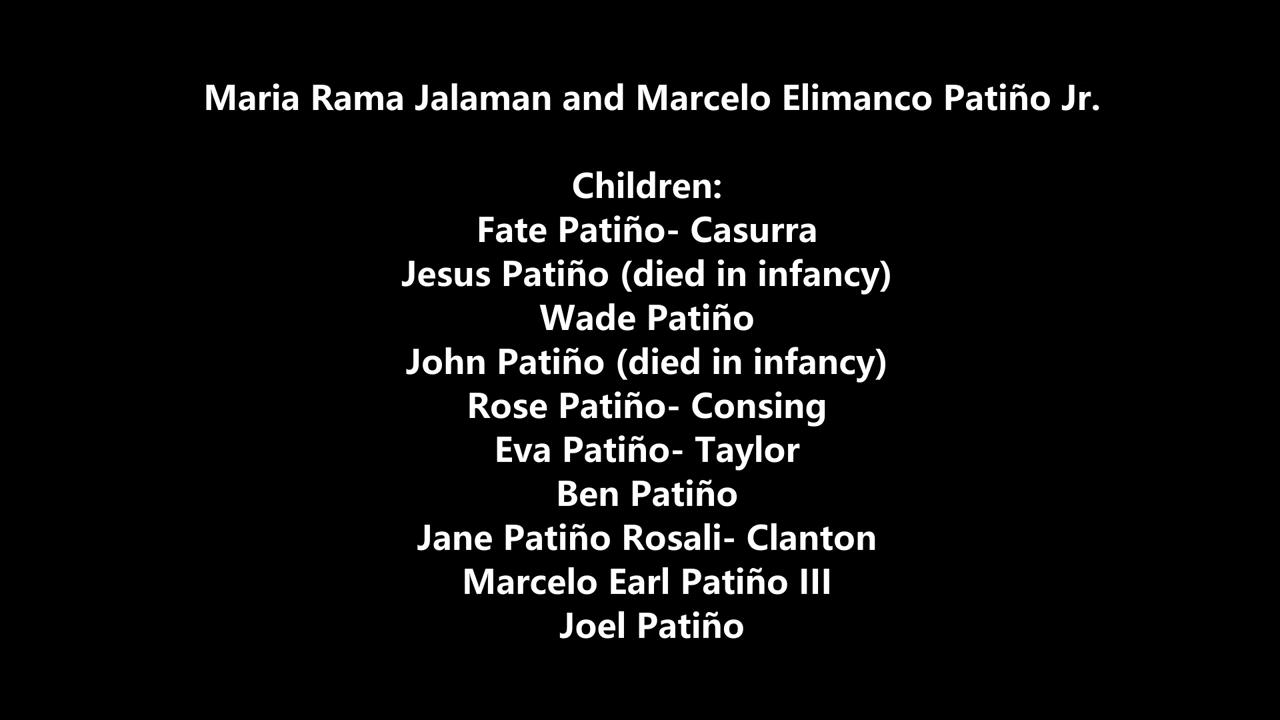 Maria Rama Jalaman and Marcelo Elimanco Patiño Jr.
Children:
Fate Patiño- Casurra
Jesus Patiño (died in infancy)
Wade Patiño
John Patiño (died in infancy)
Rose Patiño- Consing
Eva Patiño- Taylor
Ben Patiño
Jane Patiño Rosali- Clanton
Marcelo Earl Patiño III
Joel Patiño